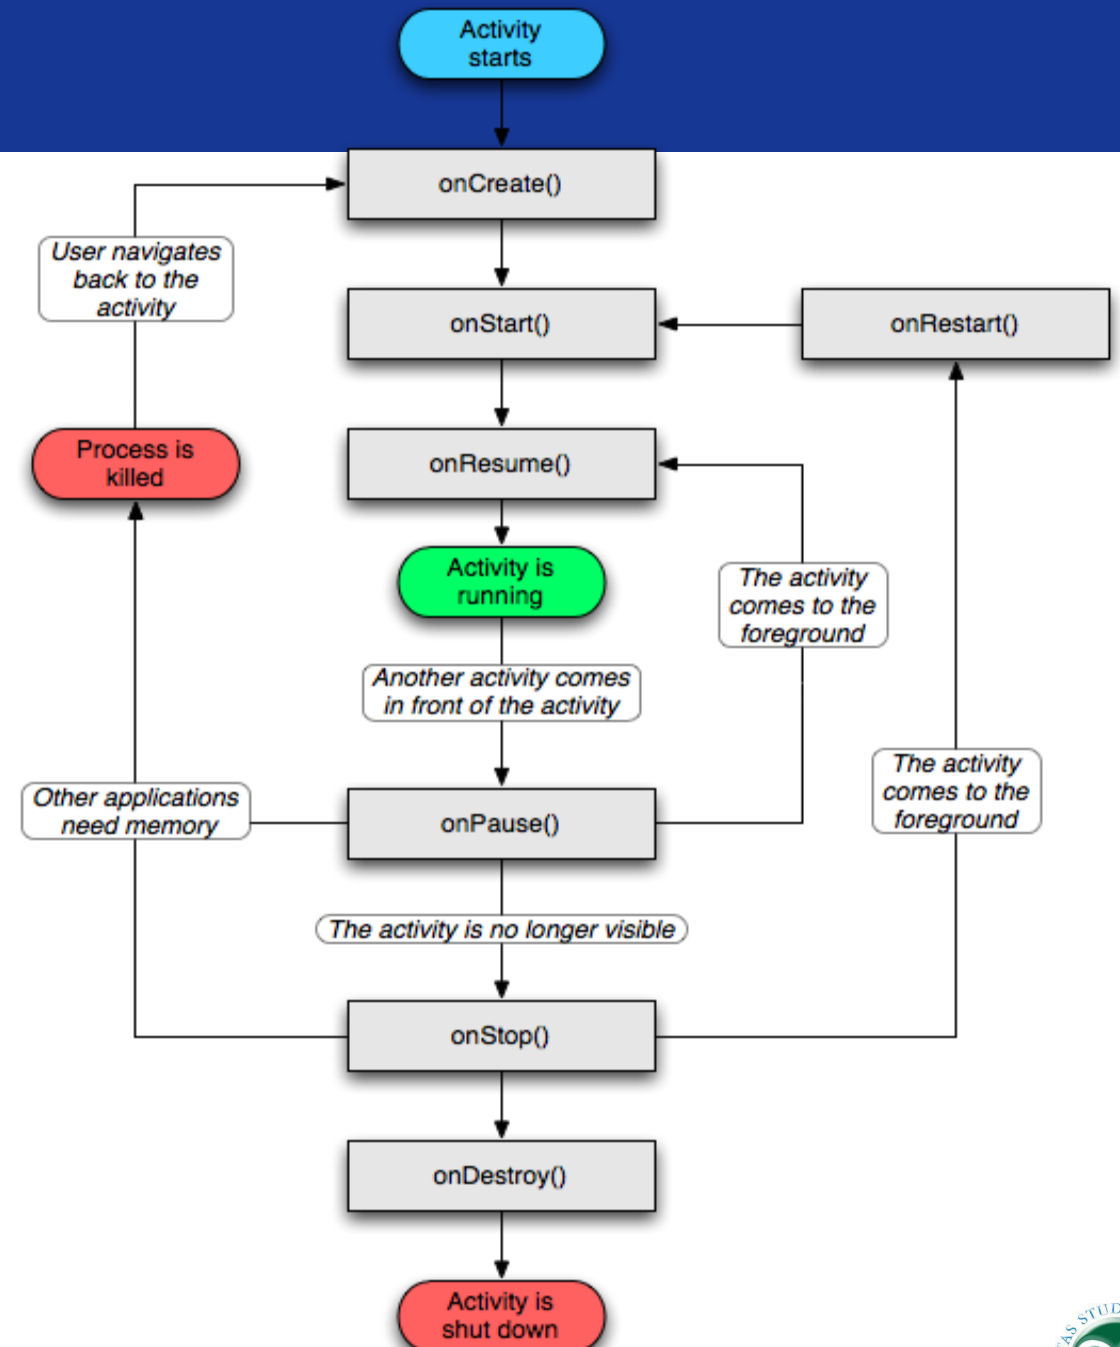 Activity
starts
onCreate()
User navigates
back to the
activity
onStart()
onRestart()
Process is
killed
onResume()
Activity is
running
The activity
comes to the
foreground
Another activity comes
in front of the activity
The activity
comes to the
foreground
Other applications
need memory
onPause()
The activity is no longer visible
onStop()
onDestroy()
Activity is
shut down